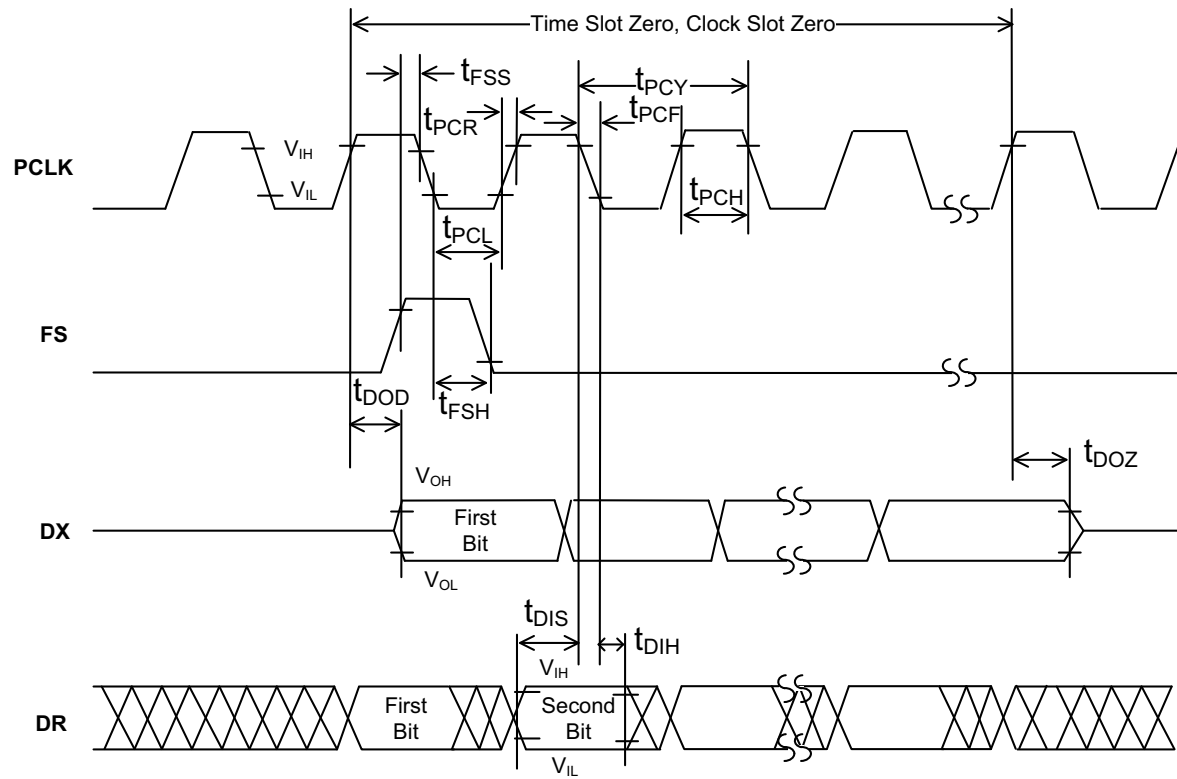 Time Slot Zero, Clock Slot Zero
tFSS
tPCY
tPCR
tPCF
PCLK
VIH
VIL
tPCH
tPCL
FS
tDOD
tFSH
tDOZ
VOH
DX
First
Bit
VOL
tDIS
tDIH
VIH
DR
First
Bit
Second
Bit
VIL